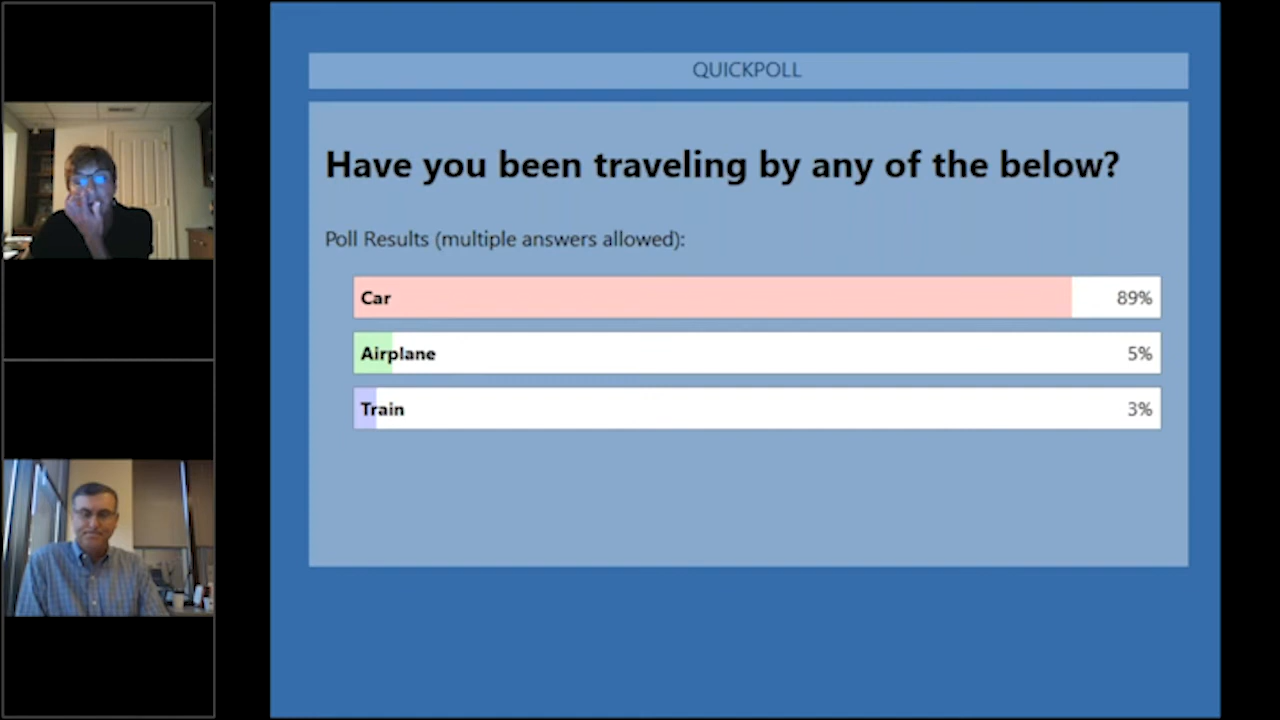 QUICKPOLL
Have you been traveling by any of the below?
Poll Results (multiple answers allowed):
Car 89%
Airplane 5%
Train 3%